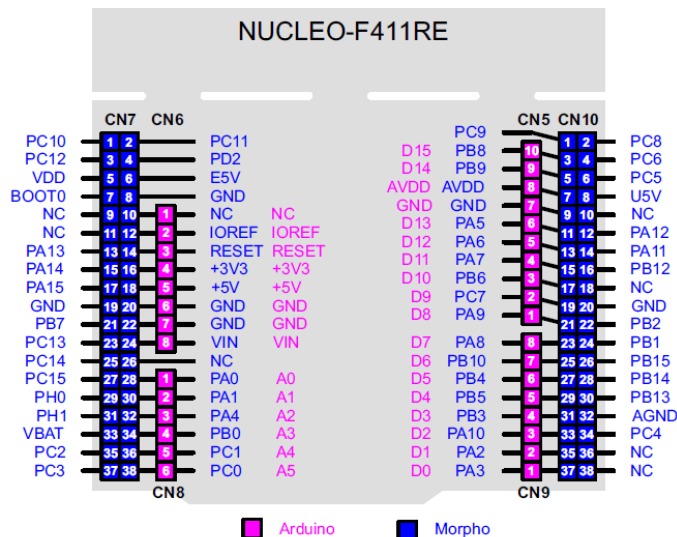 NUCLEO-F411RE
CN7 CN6 CN5 CN10
PC10 1 2 PC11 PC9 1 2 PC8
PC12 3 4 PD2 D15 PB8 10 3 4 PC6
VDD 5 6 E5V D14 PB9 9 5 6 PC5
BOOT0 7 8 GND AVDD AVDD 8 7 8 U5V
NC 9 10 1 NC NC GND GND 7 9 10 NC
NC 11 12 2 IOREF IOREF D13 PA5 6 11 12 PA12
PA13 13 14 3 RESET RESET D12 PA6 5 13 14 PA11
PA14 15 16 4 +3V3 +3V3 D11 PA7 4 15 16 PB12
PA15 17 18 5 +5V +5V D10 PB6 3 17 18 NC
GND 19 20 6 GND GND D9 PC7 2 19 20 GND
PB7 21 22 7 GND GND D8 PA9 1 21 22 PB2
PC13 23 24 8 VIN VIN D7 PA8 8 23 24 PB1
PC14 25 26 NC D6 PB10 7 25 26 PB15
PC15 27 28 1 PA0 A0 D5 PB4 6 27 28 PB14
PH0 29 30 2 PA1 A1 D4 PB5 5 29 30 PB13
PH1 31 32 3 PA4 A2 D3 PB3 4 31 32 AGND
VBAT 33 34 4 PB0 A3 D2 PA10 3 33 34 PC4
PC2 35 36 5 PC1 A4 D1 PA2 2 35 36 NC
PC3 37 38 6 PC0 A5 D0 PA3 1 37 38 NC
CN8 CN9
Arduino Morpho